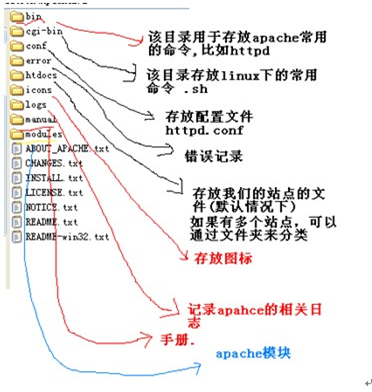 bin
cgi-bin
conf
error
htdocs
icons
logs
manual
modules
ABOUT_APACHE.txt
CHANGES.txt
INSTALL.txt
LICENSE.txt
NOTICE.txt
README.txt
README-win32.txt
该目录用于存放apache常用
的命令,比如httpd
该目录存放linux下的常用
命令 .sh
存放配置文件
httpd.conf
错误记录
存放我们的站点的文
件(默认情况下)
如果有多个站点, 可以
通过文件夹来分类
存放图标
记录apahce的相关日
志
手册.
apache模块